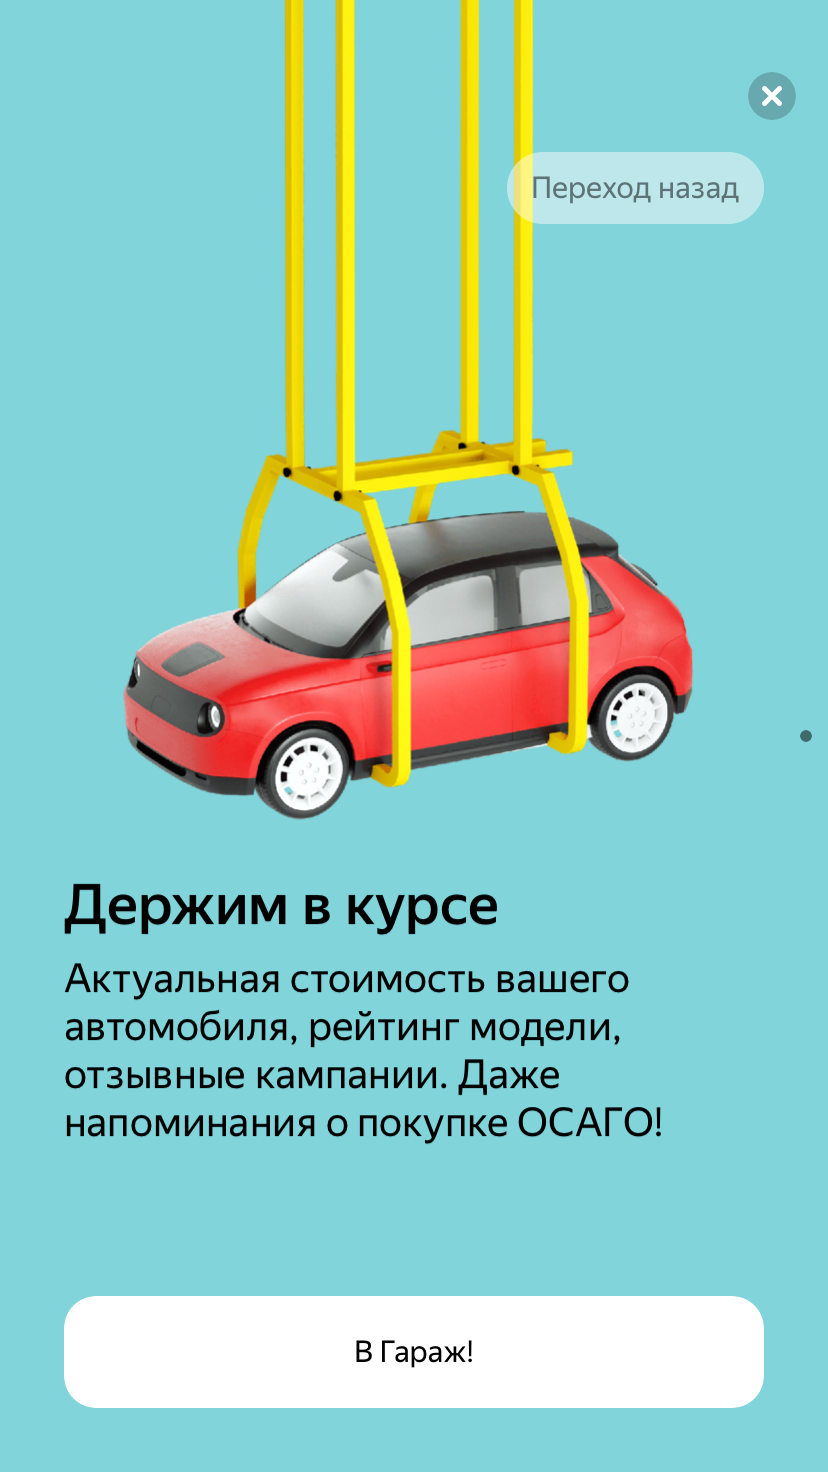 Переход назад
Держим в курсе
Актуальная стоимость вашего
автомобиля, рейтинг модели,
отзывные кампании. Даже
напоминания о покупке ОСАГО!
В Гараж!